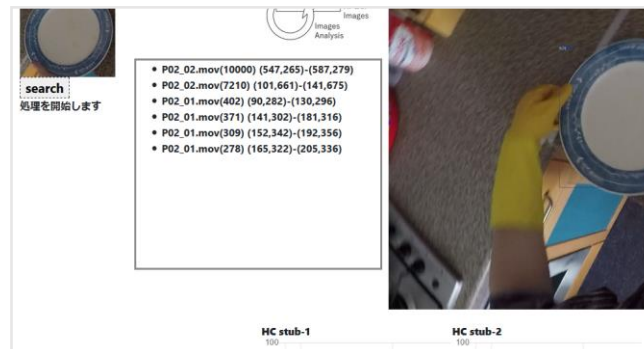 Images
Images
Analysis
search
処理を開始します
P02_02.mov(10000) (547,265)-(587,279)
P02_02.mov(7210) (101,661)-(141,675)
P02_01.mov(402) (90,282)-(130,296)
P02_01.mov(371) (141,302)-(181,316)
P02_01.mov(309) (152,342)-(192,356)
P02_01.mov(278) (165,322)-(205,336)
HC stub-1
HC stub-2
100
100